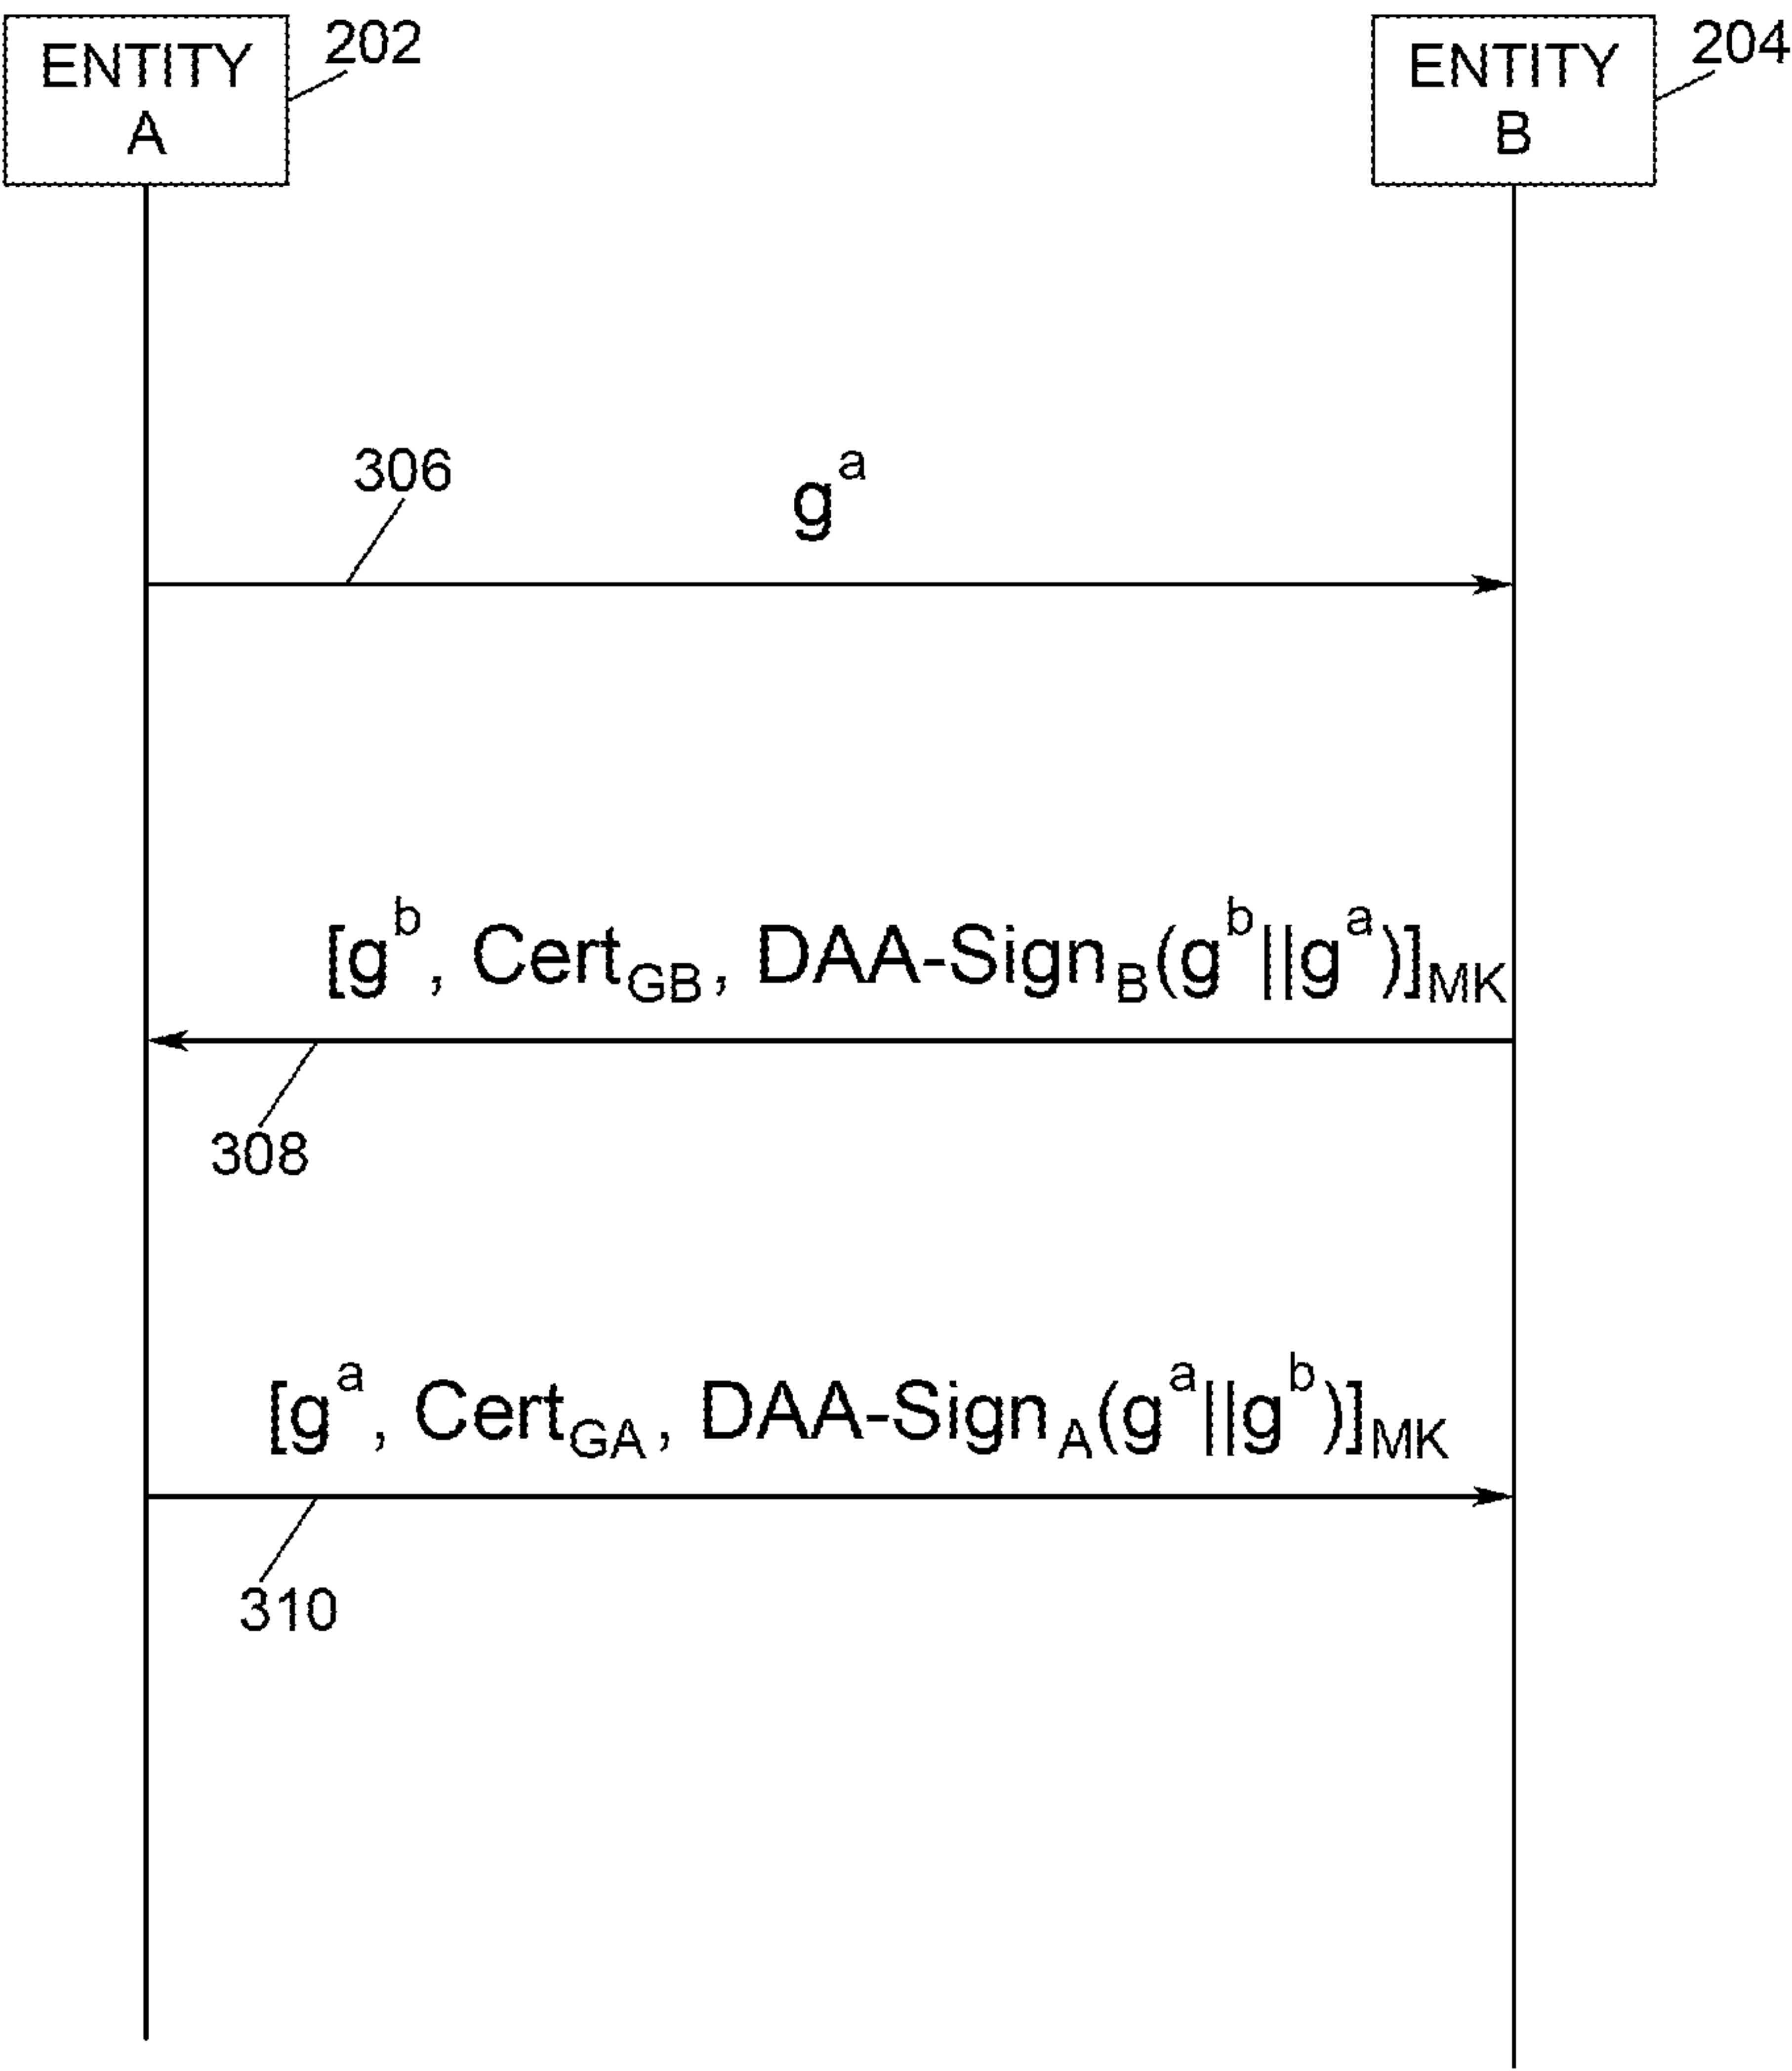 ENTITY
A
202
ENTITY
B
204
306
g^a
[g^b, Cert_GB, DAA-Sign_B(g^b||g^a)]_MK
308
[g^a, Cert_GA, DAA-Sign_A(g^a||g^b)]_MK
310